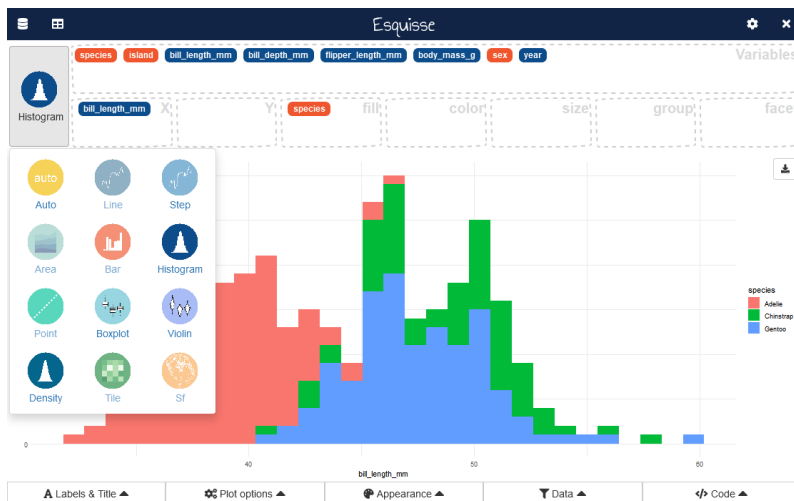 Esquisse
species island bill_length_mm bill_depth_mm flipper_length_mm body_mass_g sex year Variables
Histogram
bill_length_mm X Y species fill color size group face
auto
Auto Line Step
Area Bar Histogram
Point Boxplot Violin
Density Tile Sf
species
Adelie
Chinstrap
Gentoo
0
40 50 60
bill_length_mm
Labels & Title Plot options Appearance Data Code